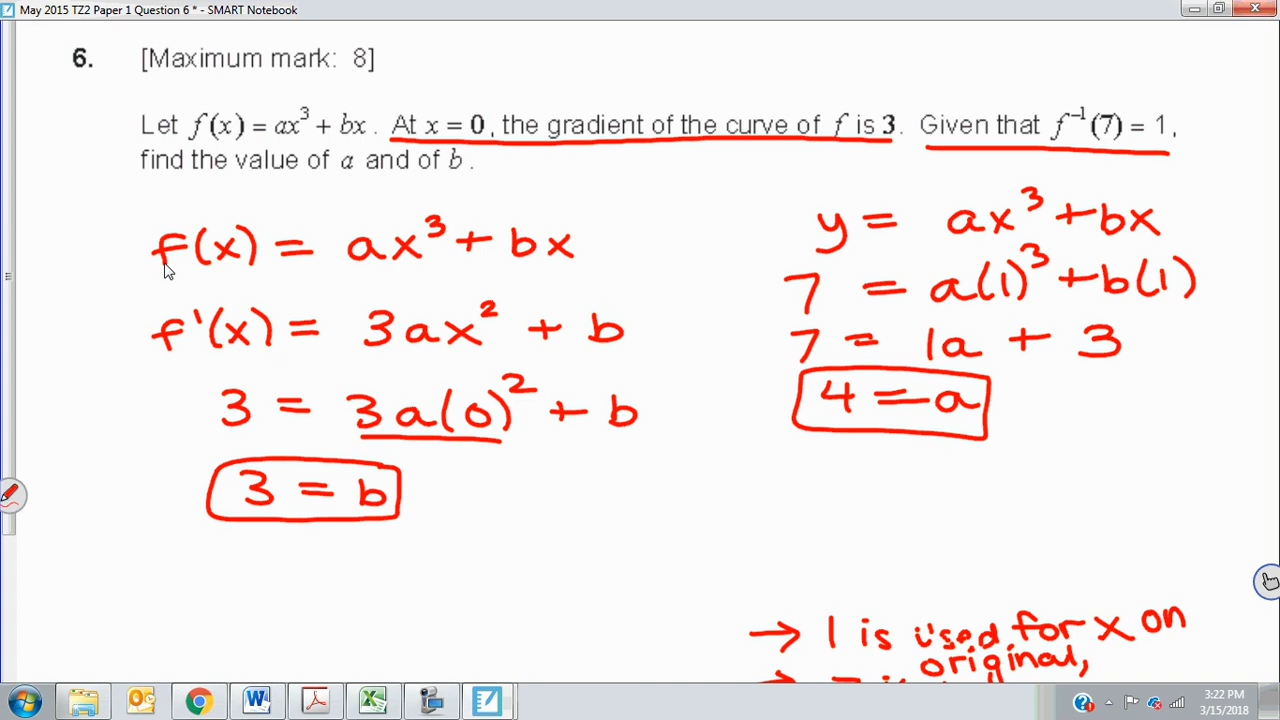 May 2015 TZ2 Paper 1 Question 6 * - SMART Notebook
6. [Maximum mark: 8]
Let f(x) = ax³ + bx. At x = 0, the gradient of the curve of f is 3. Given that f⁻¹(7) = 1,
find the value of a and of b.
f(x) = ax³ + bx
f'(x) = 3ax² + b
3 = 3a(0)² + b
3 = b
y = ax³ + bx
7 = a(1)³ + b(1)
7 = 1a + 3
4 = a
→ 1 is used for x on
original,
3:22 PM
3/15/2018